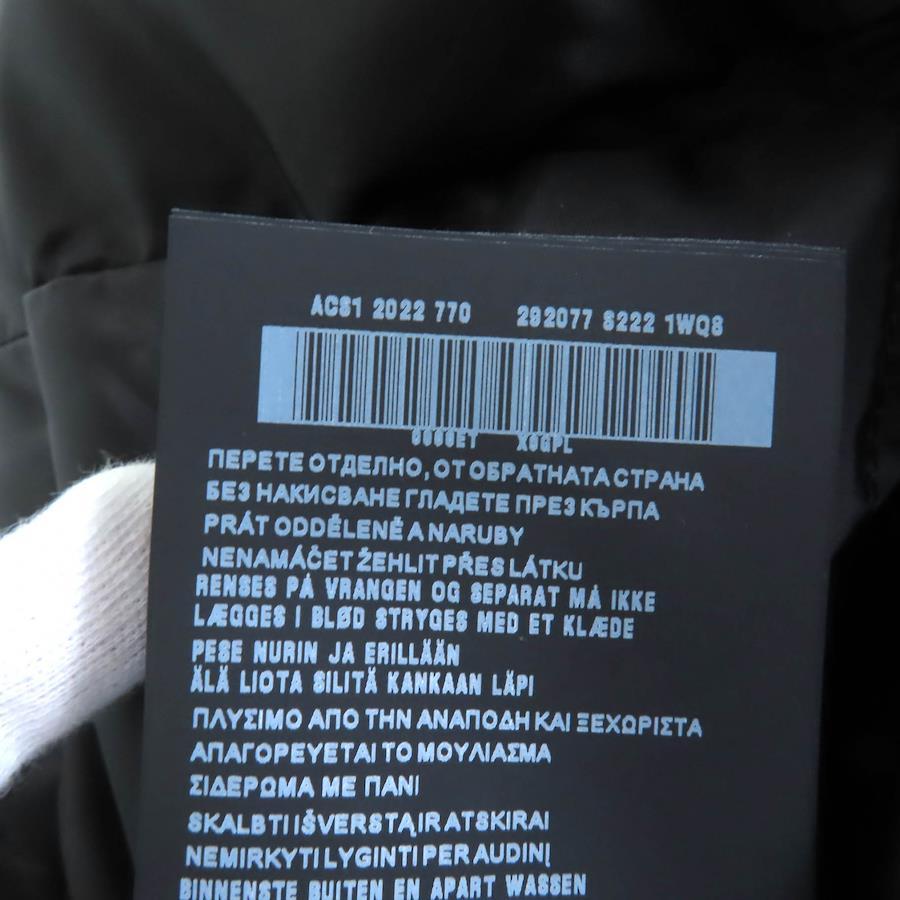 ACS1 2022 770 292077 S222 1WQ8
ПЕРЕТЕ ОТДЕЛНО, ОТ ОБРАТНАТА СТРАНА
БЕЗ НАКИСВАНЕ ГЛАДЕТЕ ПРЕЗ КЪРПА
PRÁT ODDĚLENĚ A NARUBY
NENAMÁČET ŽEHLIT PŘES LÁTKU
RENSES PÅ VRANGEN OG SEPARAT MÅ IKKE
LÆGGES I BLØD STRYGES MED ET KLÆDE
PESE NURIN JA ERILLÄÄN
ÄLÄ LIOTA SILITÄ KANKAAN LÄPI
ΠΛΥΣΙΜΟ ΑΠΟ ΤΗΝ ΑΝΑΠΟΔΗ ΚΑΙ ΞΕΧΩΡΙΣΤΑ
ΑΠΑΓΟΡΕΥΕΤΑΙ ΤΟ ΜΟΥΛΙΑΣΜΑ
ΣΙΔΕΡΩΜΑ ΜΕ ΠΑΝΙ
SKALBTI IŠVERSTĄ IR ATSKIRAI
NEMIRKYTI LYGINTI PER AUDINĮ
BINNENSTE BUITEN EN APART WASSEN